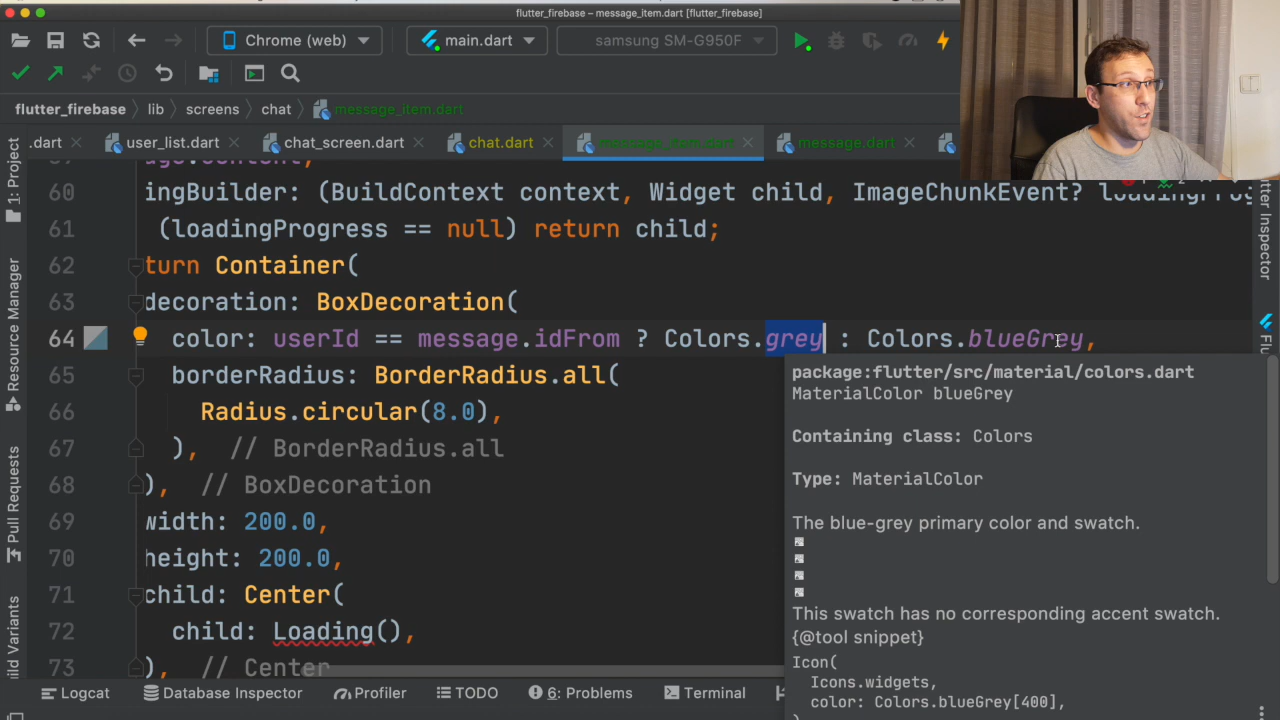 flutter_firebase – message_item.dart [flutter_firebase]
Chrome (web)
main.dart
samsung SM-G950F
flutter_firebase
lib
screens
chat
message_item.dart
.dart
user_list.dart
chat_screen.dart
chat.dart
message_item.dart
message.dart
1: Project
Resource Manager
Pull Requests
ild Variants
Flutter Inspector
60 ingBuilder: (BuildContext context, Widget child, ImageChunkEvent? loadingProg
61 (loadingProgress == null) return child;
62 turn Container(
63 decoration: BoxDecoration(
64 color: userId == message.idFrom ? Colors.grey : Colors.blueGrey,
65 borderRadius: BorderRadius.all(
66 Radius.circular(8.0),
67 ), // BorderRadius.all
68 ), // BoxDecoration
69 width: 200.0,
70 height: 200.0,
71 child: Center(
72 child: Loading(),
73 ), // Center
package:flutter/src/material/colors.dart
MaterialColor blueGrey
Containing class: Colors
Type: MaterialColor
The blue-grey primary color and swatch.
This swatch has no corresponding accent swatch.
{@tool snippet}
Icon(
Icons.widgets,
color: Colors.blueGrey[400],
Logcat
Database Inspector
Profiler
TODO
6: Problems
Terminal